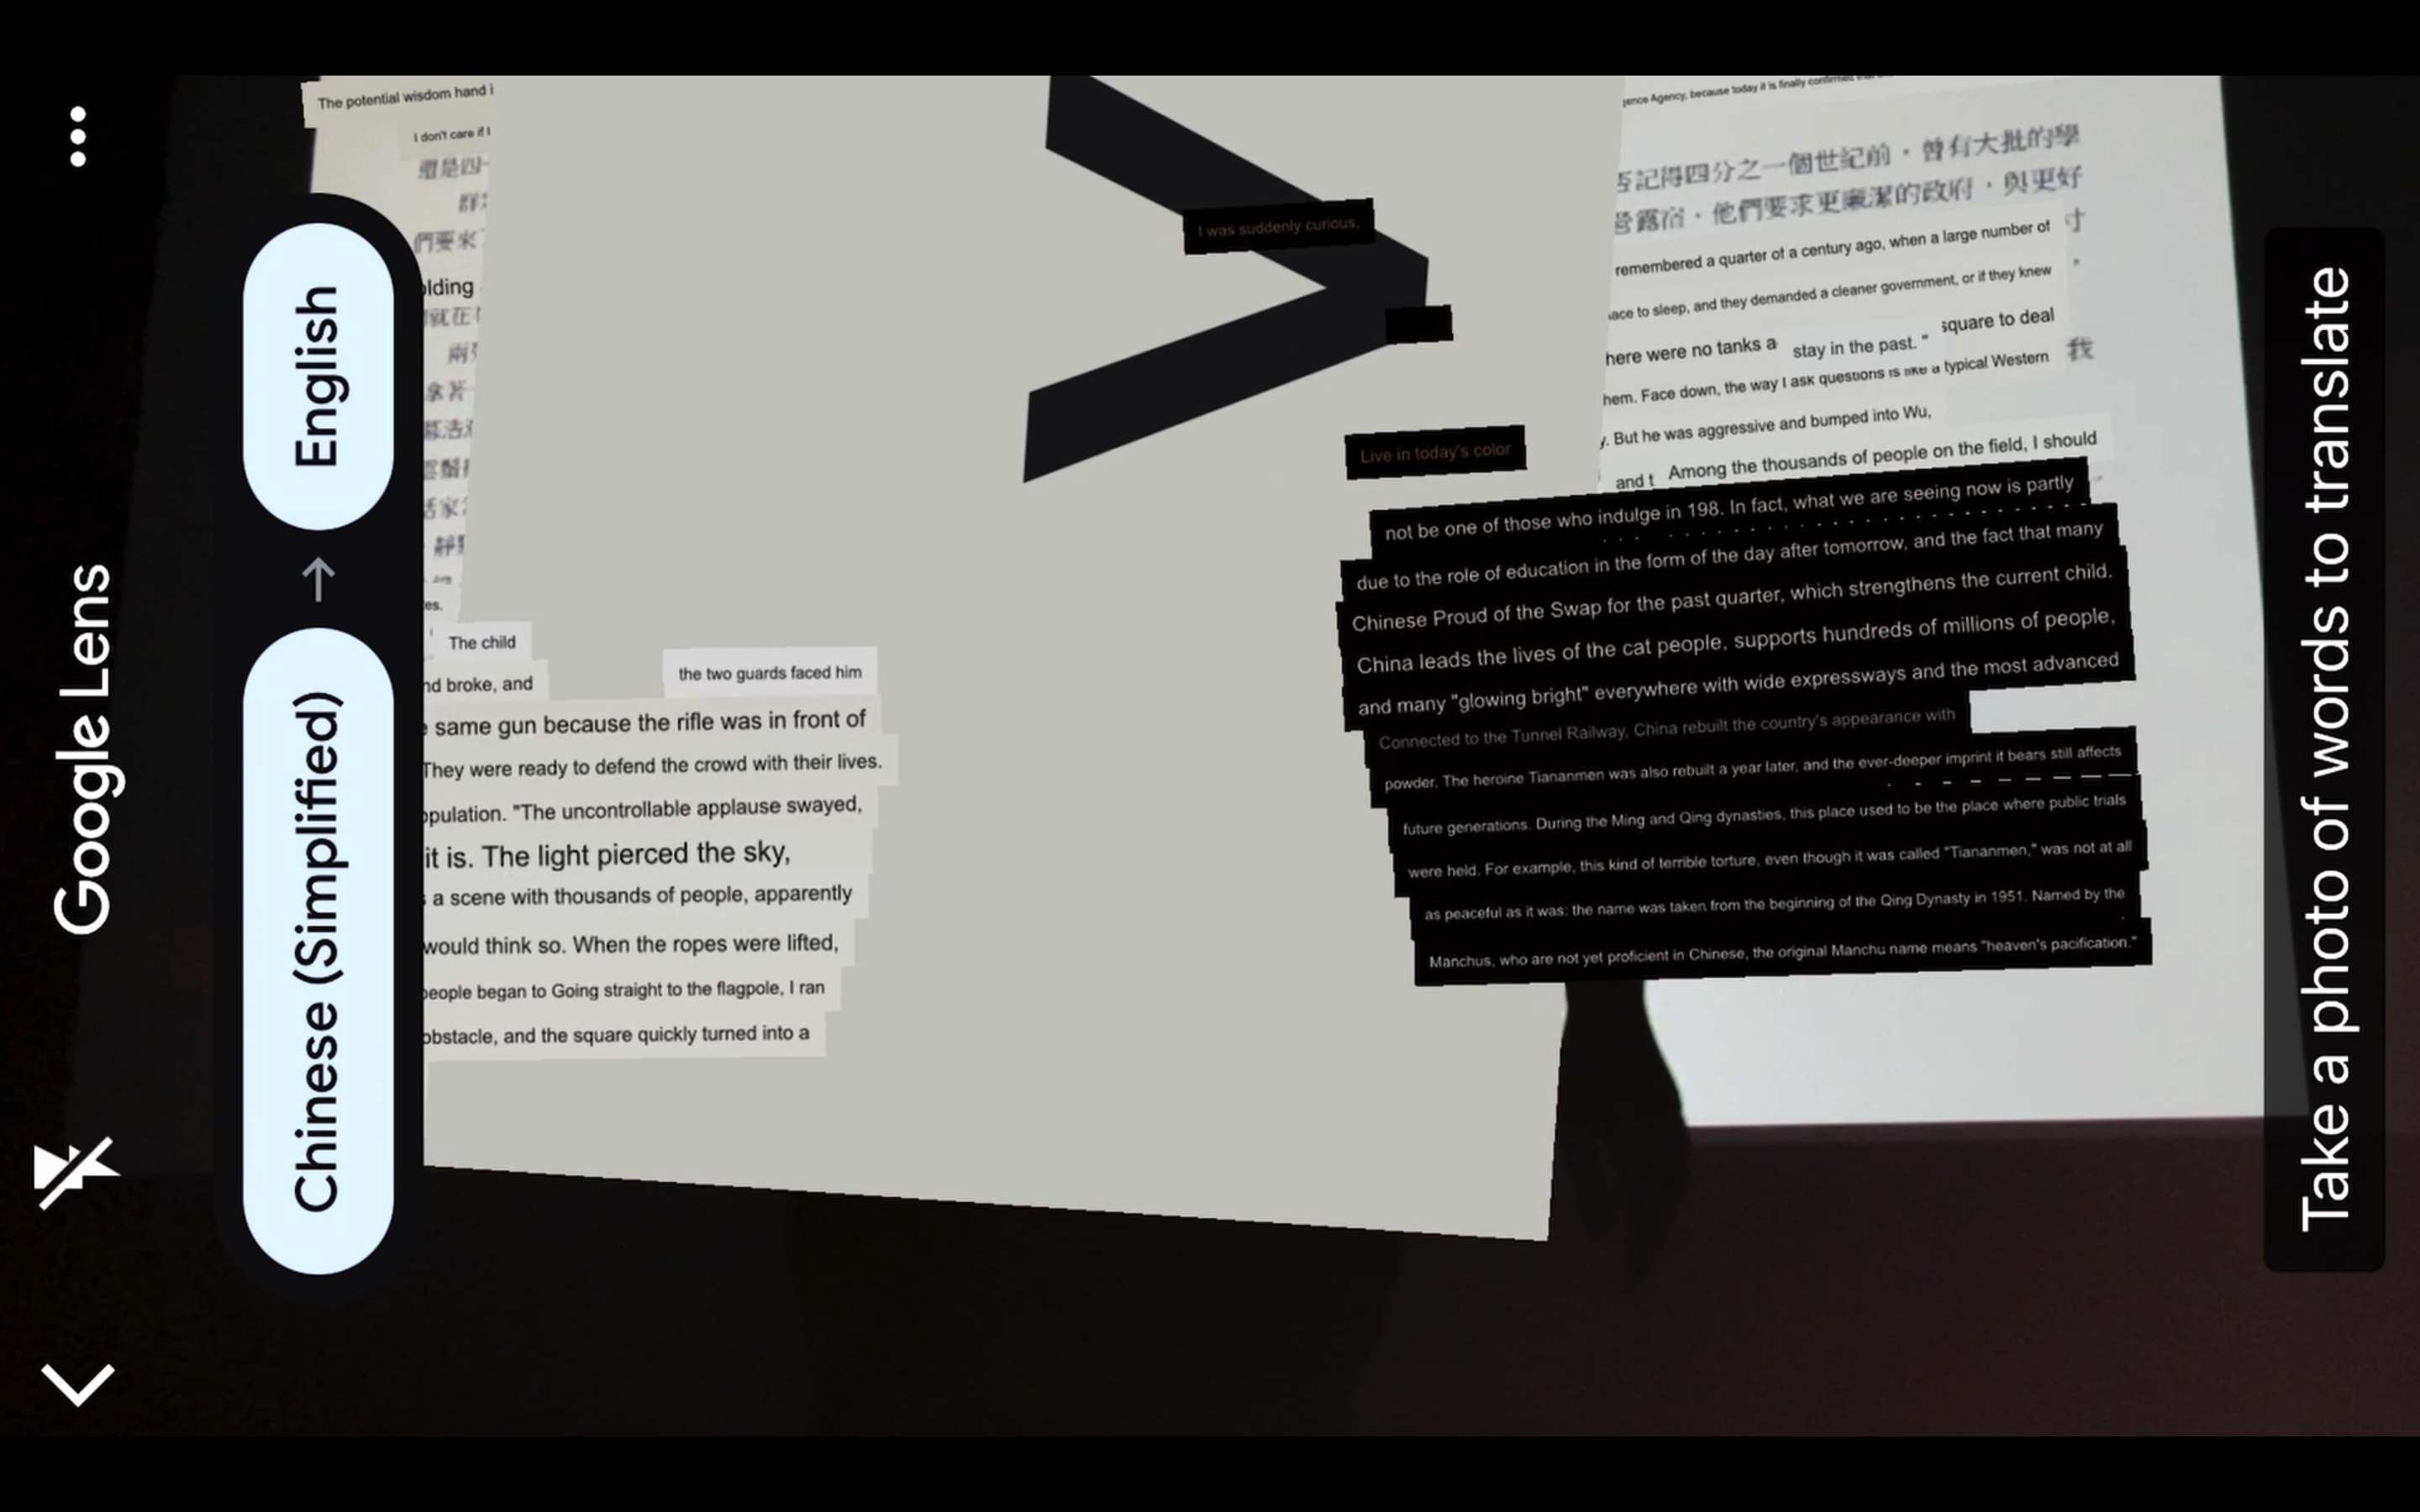 Google Lens
Chinese (Simplified) → English
The potential wisdom hand i
I don't care if I
還是四
群
們要來
olding
就在
兩
拿著
es.
The child
nd broke, and
the two guards faced him
same gun because the rifle was in front of
They were ready to defend the crowd with their lives.
opulation. "The uncontrollable applause swayed,
it is. The light pierced the sky,
a scene with thousands of people, apparently
would think so. When the ropes were lifted,
people began to Going straight to the flagpole, I ran
obstacle, and the square quickly turned into a
I was suddenly curious,
Live in today's color
gence Agency, because today it is finally confirmed
否記得四分之一個世紀前，曾有大批的學
營露宿，他們要求更廉潔的政府，與更好
remembered a quarter of a century ago, when a large number of
ace to sleep, and they demanded a cleaner government, or if they knew
here were no tanks a stay in the past." square to deal
hem. Face down, the way I ask questions is like a typical Western
我
y. But he was aggressive and bumped into Wu,
and t Among the thousands of people on the field, I should
not be one of those who indulge in 198. In fact, what we are seeing now is partly
due to the role of education in the form of the day after tomorrow, and the fact that many
Chinese Proud of the Swap for the past quarter, which strengthens the current child.
China leads the lives of the cat people, supports hundreds of millions of people,
and many "glowing bright" everywhere with wide expressways and the most advanced
Connected to the Tunnel Railway, China rebuilt the country's appearance with
powder. The heroine Tiananmen was also rebuilt a year later, and the ever-deeper imprint it bears still affects
future generations. During the Ming and Qing dynasties, this place used to be the place where public trials
were held. For example, this kind of terrible torture, even though it was called "Tiananmen," was not at all
as peaceful as it was: the name was taken from the beginning of the Qing Dynasty in 1951. Named by the
Manchus, who are not yet proficient in Chinese, the original Manchu name means "heaven's pacification."
Take a photo of words to translate